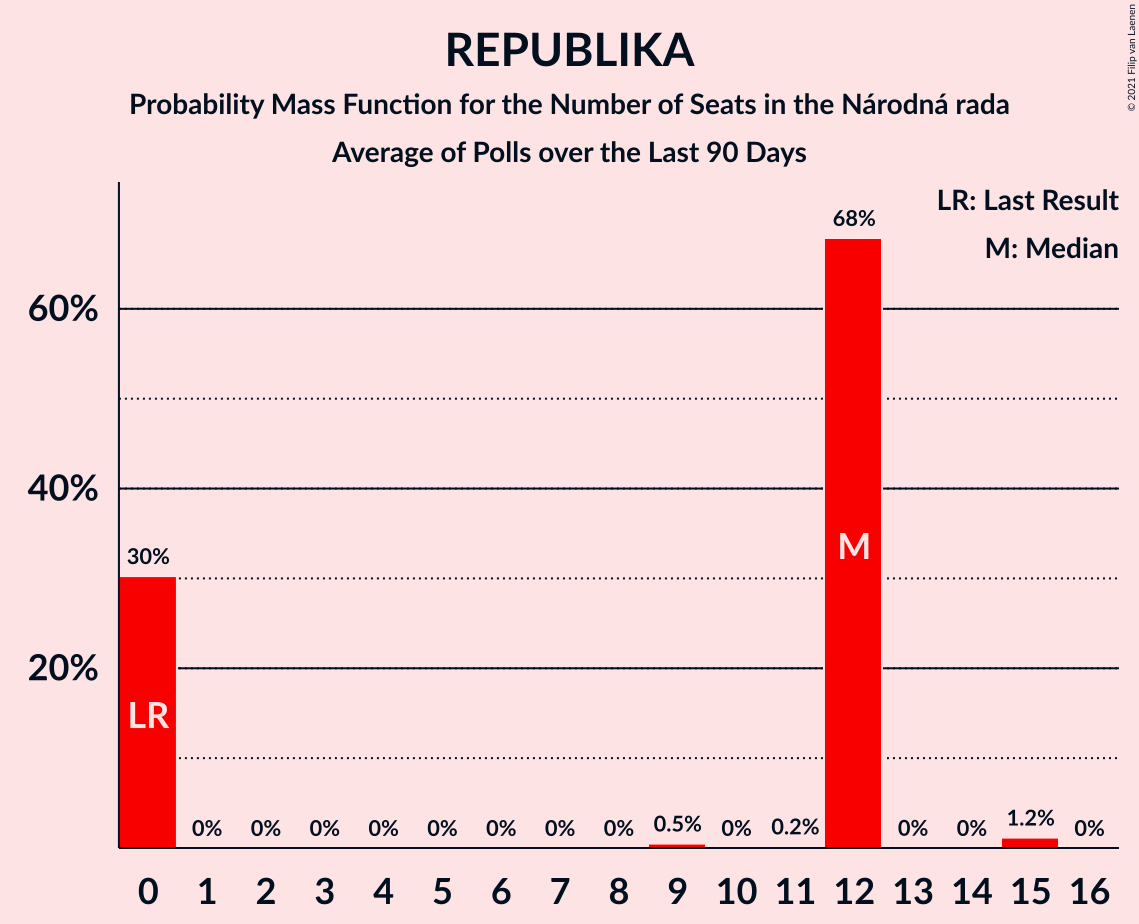 REPUBLIKA
Probability Mass Function for the Number of Seats in the Národná rada
Average of Polls over the Last 90 Days
© 2021 Filip van Laenen
LR: Last Result
M: Median
60%
40%
20%
30% 0% 0% 0% 0% 0% 0% 0% 0% 0.5% 0% 0.2% 68% 0% 0% 1.2% 0%
LR
M
0 1 2 3 4 5 6 7 8 9 10 11 12 13 14 15 16